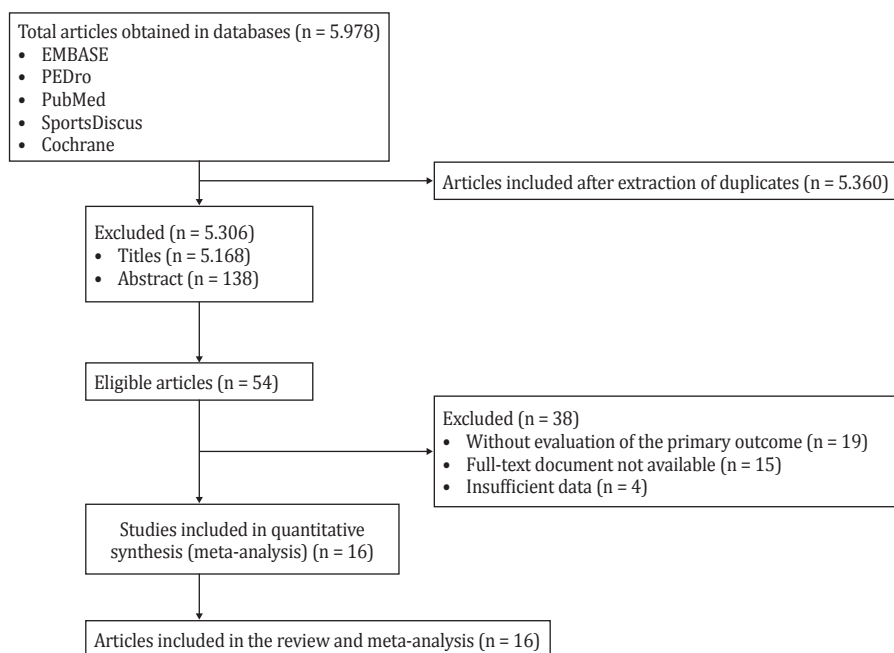 Total articles obtained in databases (n = 5.978)
• EMBASE
• PEDro
• PubMed
• SportsDiscus
• Cochrane
Articles included after extraction of duplicates (n = 5.360)
Excluded (n = 5.306)
• Titles (n = 5.168)
• Abstract (n = 138)
Eligible articles (n = 54)
Excluded (n = 38)
• Without evaluation of the primary outcome (n = 19)
• Full-text document not available (n = 15)
• Insufficient data (n = 4)
Studies included in quantitative
synthesis (meta-analysis) (n = 16)
Articles included in the review and meta-analysis (n = 16)